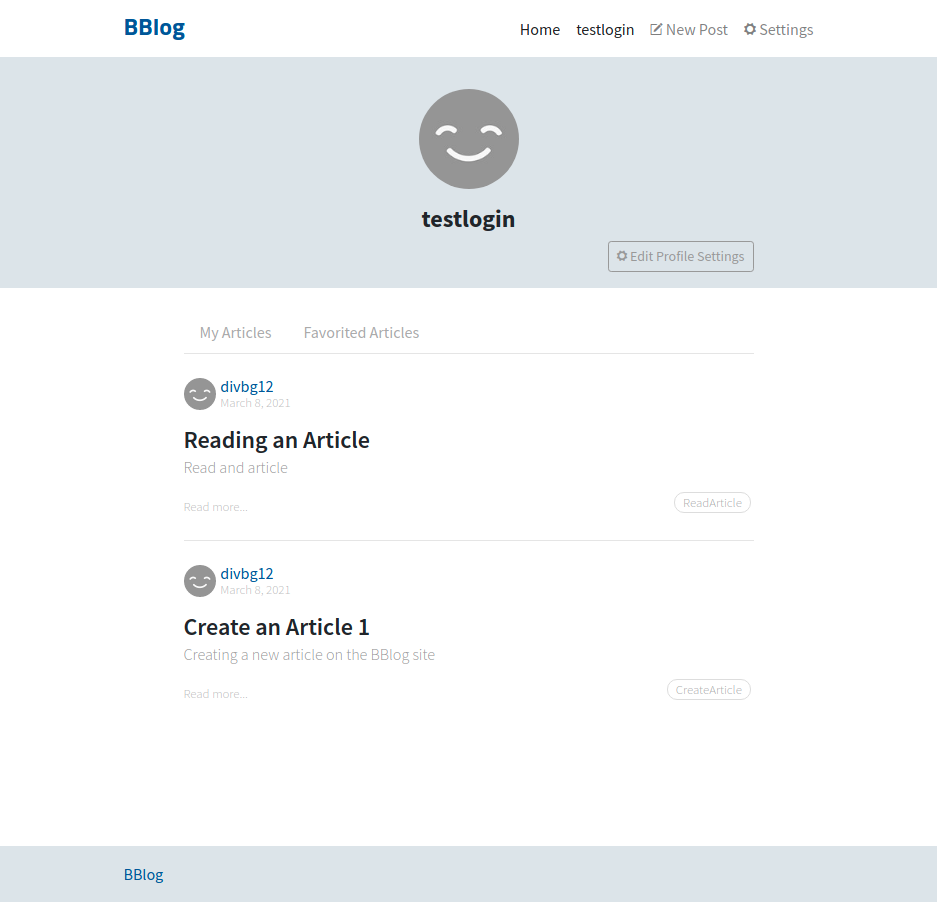 BBlog
Home testlogin New Post Settings
testlogin
Edit Profile Settings
My Articles Favorited Articles
divbg12
March 8, 2021
Reading an Article
Read and article
Read more... ReadArticle
divbg12
March 8, 2021
Create an Article 1
Creating a new article on the BBlog site
Read more... CreateArticle
BBlog